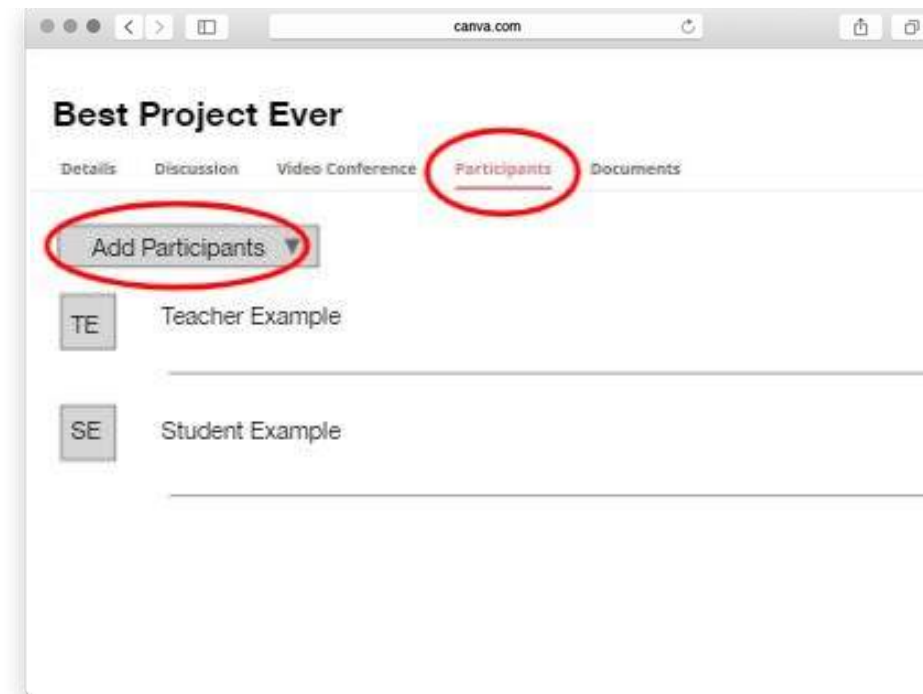 canva.com
Best Project Ever
Details Discussion Video Conference Participants Documents
Add Participants ▼
TE Teacher Example
SE Student Example